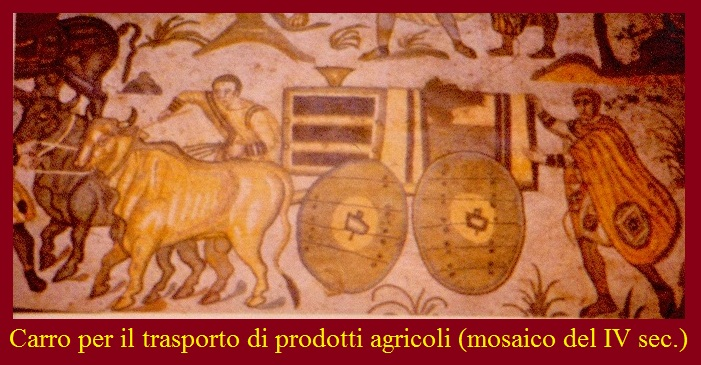 Carro per il trasporto di prodotti agricoli (mosaico del IV sec.)